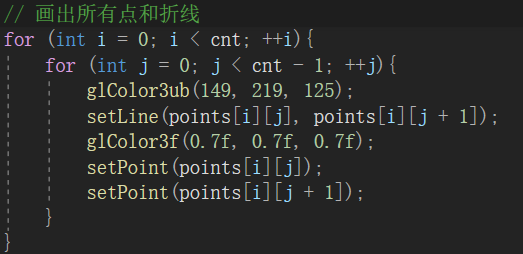 // 画出所有点和折线
for (int i = 0; i < cnt; ++i){
    for (int j = 0; j < cnt - 1; ++j){
        glColor3ub(149, 219, 125);
        setLine(points[i][j], points[i][j + 1]);
        glColor3f(0.7f, 0.7f, 0.7f);
        setPoint(points[i][j]);
        setPoint(points[i][j + 1]);
    }
}